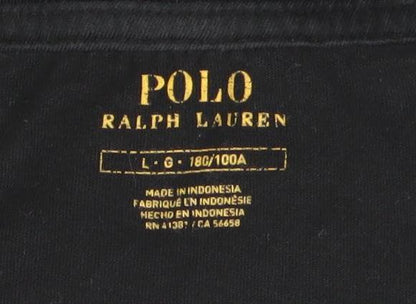 POLO
RALPH LAUREN
L - G - 180/100A
MADE IN INDONESIA
FABRIQUÉ EN INDONÉSIE
HECHO EN INDONESIA
RN 41381 / CA 56658